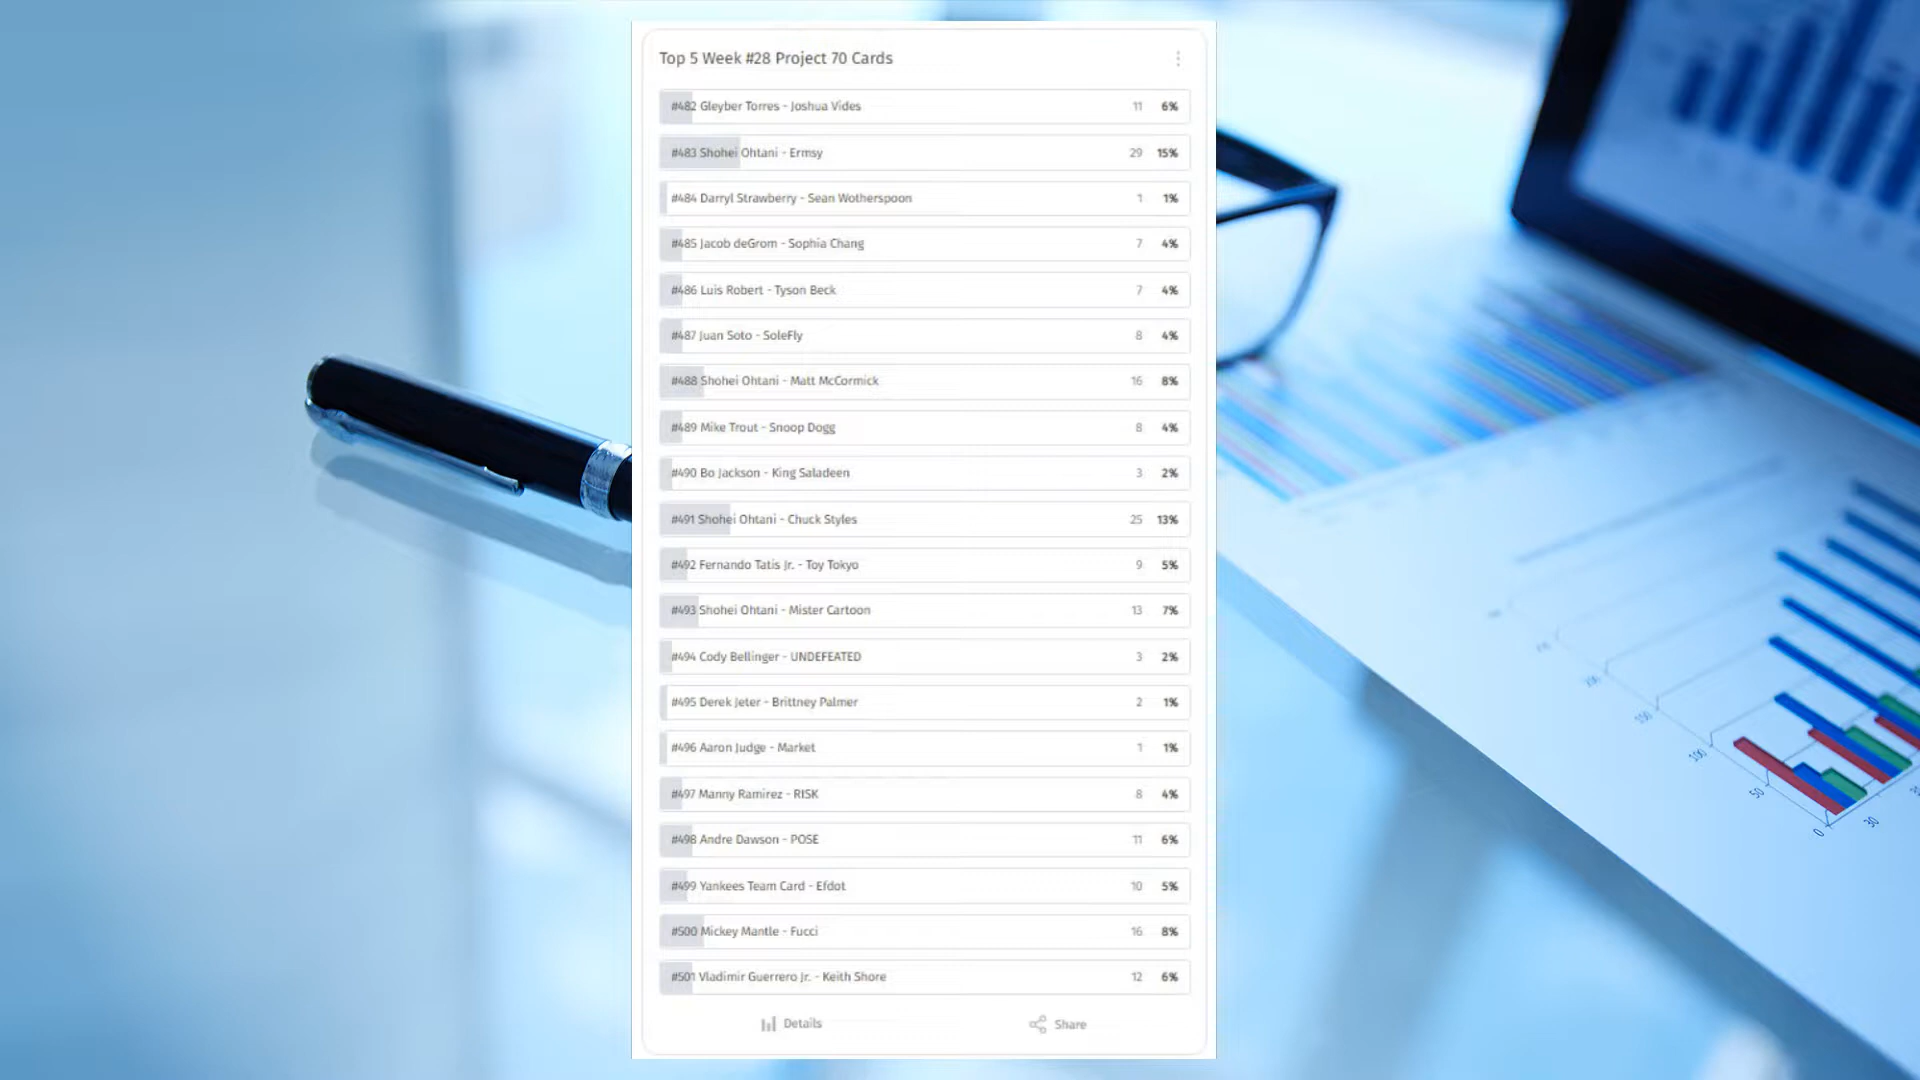 Top 5 Week #28 Project 70 Cards
#482 Gleyber Torres - Joshua Vides 11 6%
#483 Shohei Ohtani - Ermsy 29 15%
#484 Darryl Strawberry - Sean Wotherspoon 1 1%
#485 Jacob deGrom - Sophia Chang 7 4%
#486 Luis Robert - Tyson Beck 7 4%
#487 Juan Soto - SoleFly 8 4%
#488 Shohei Ohtani - Matt McCormick 16 8%
#489 Mike Trout - Snoop Dogg 8 4%
#490 Bo Jackson - King Saladeen 3 2%
#491 Shohei Ohtani - Chuck Styles 25 13%
#492 Fernando Tatis Jr. - Toy Tokyo 9 5%
#493 Shohei Ohtani - Mister Cartoon 13 7%
#494 Cody Bellinger - UNDEFEATED 3 2%
#495 Derek Jeter - Brittney Palmer 2 1%
#496 Aaron Judge - Market 1 1%
#497 Manny Ramirez - RISK 8 4%
#498 Andre Dawson - POSE 11 6%
#499 Yankees Team Card - Efdot 10 5%
#500 Mickey Mantle - Fucci 16 8%
#501 Vladimir Guerrero Jr. - Keith Shore 12 6%
Details Share
100
50
0
30